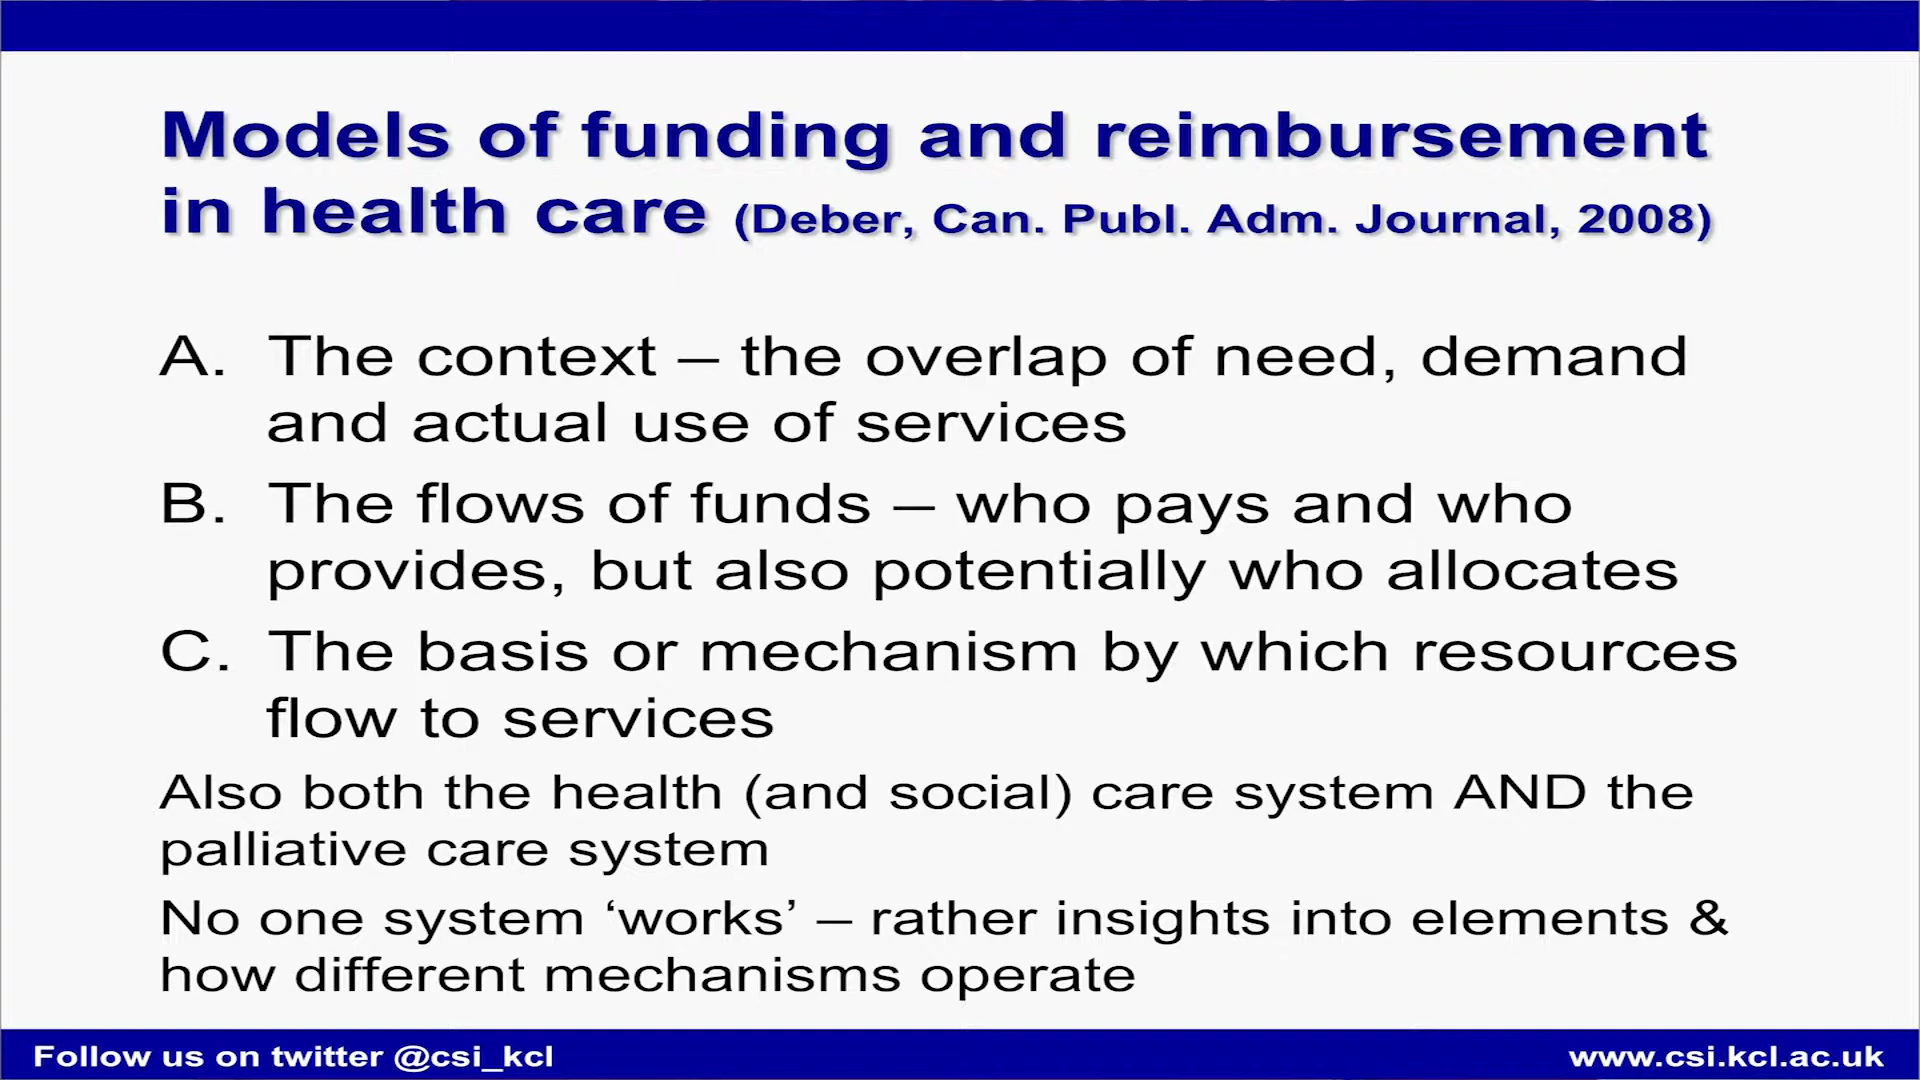 Models of funding and reimbursement
in health care (Deber, Can. Publ. Adm. Journal, 2008)
A. The context – the overlap of need, demand
and actual use of services
B. The flows of funds – who pays and who
provides, but also potentially who allocates
C. The basis or mechanism by which resources
flow to services
Also both the health (and social) care system AND the
palliative care system
No one system ‘works’ – rather insights into elements &
how different mechanisms operate
Follow us on twitter @csi_kcl
www.csi.kcl.ac.uk